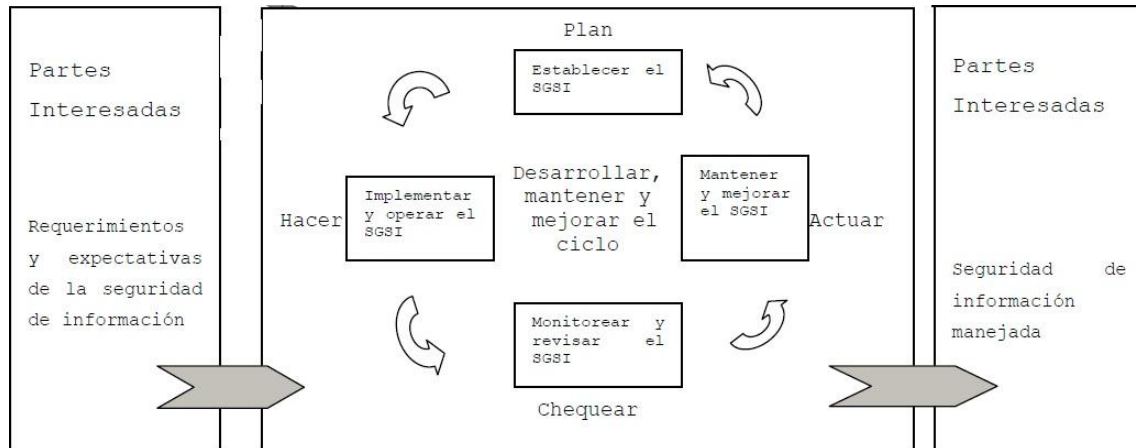 Partes
Interesadas
Requerimientos
y expectativas
de la seguridad
de información
Plan
Establecer el
SGSI
Hacer
Implementar
y operar el
SGSI
Desarrollar,
mantener y
mejorar el
ciclo
Mantener
y mejorar
el SGSI
Actuar
Monitorear y
revisar el
SGSI
Chequear
Partes
Interesadas
Seguridad de
información
manejada